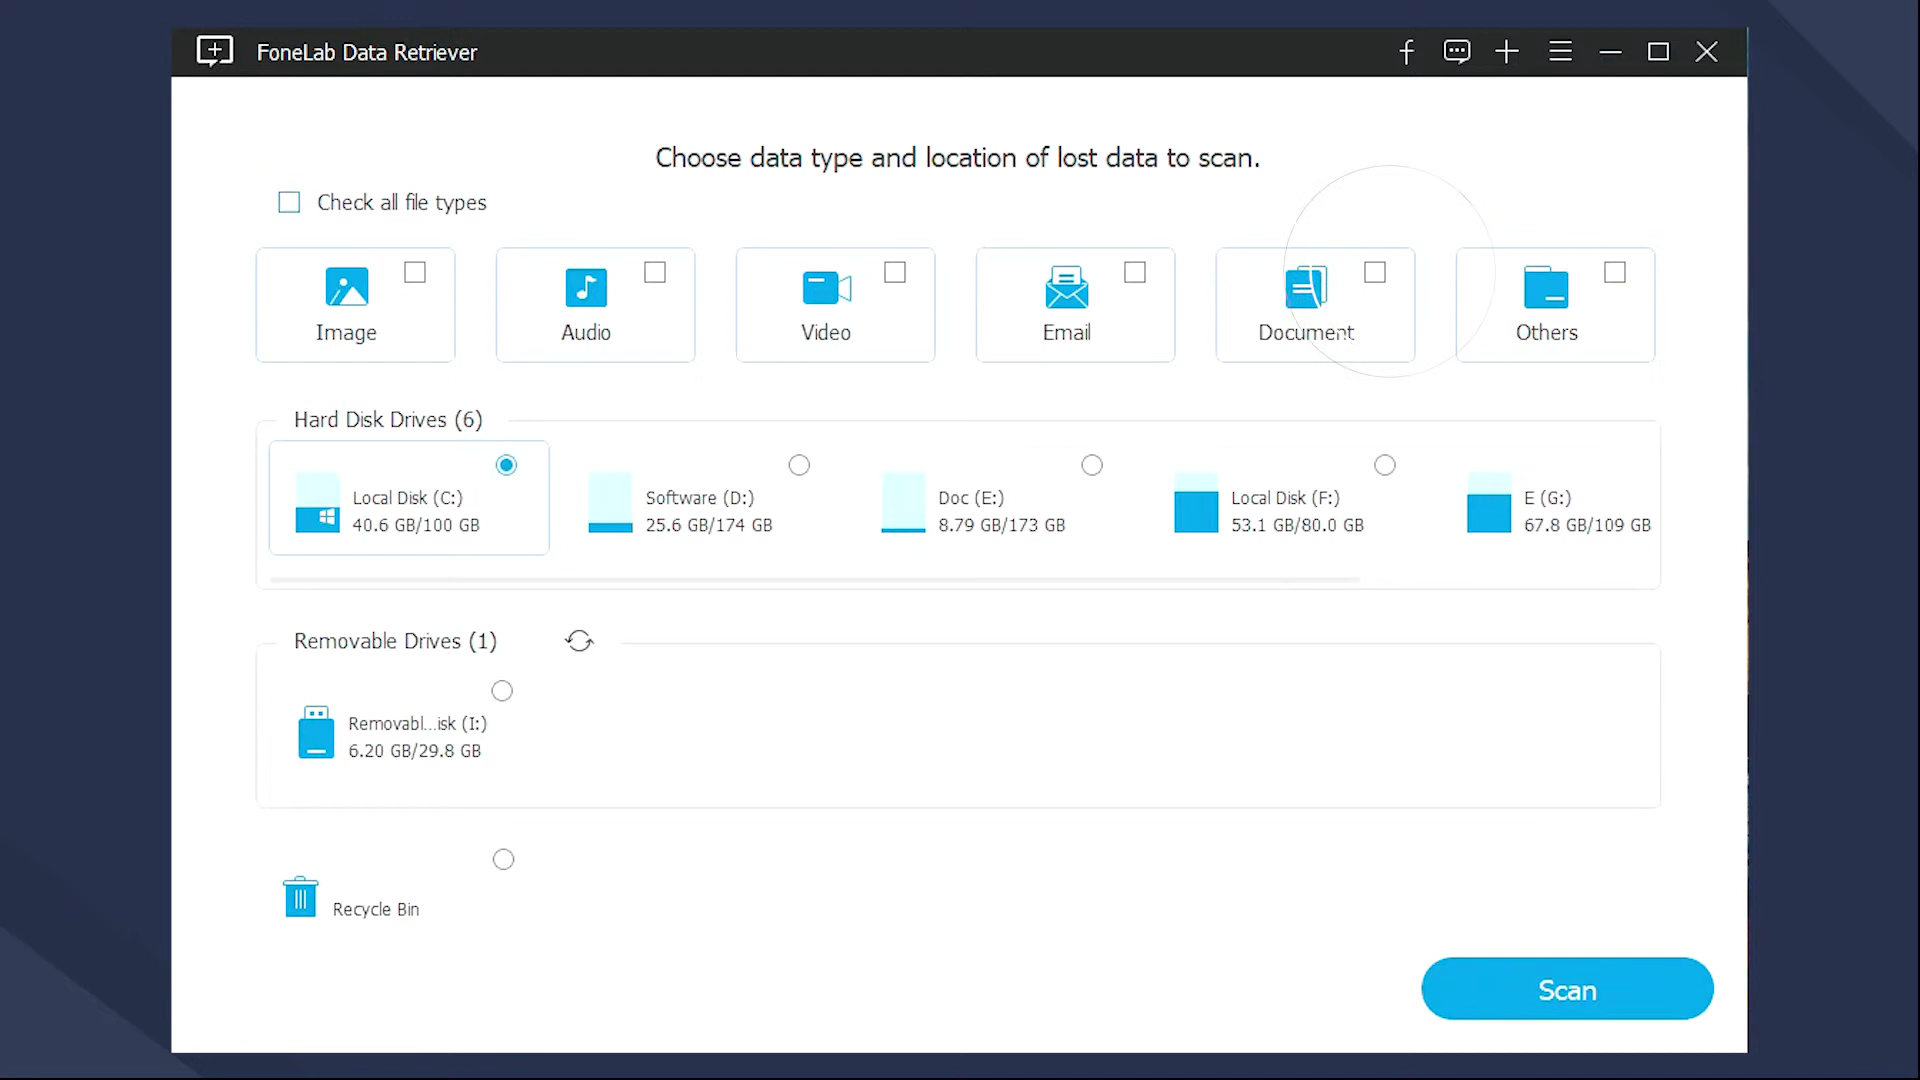 FoneLab Data Retriever
Choose data type and location of lost data to scan.
Check all file types
Image
Audio
Video
Email
Document
Others
Hard Disk Drives (6)
Local Disk (C:)
40.6 GB/100 GB
Software (D:)
25.6 GB/174 GB
Doc (E:)
8.79 GB/173 GB
Local Disk (F:)
53.1 GB/80.0 GB
E (G:)
67.8 GB/109 GB
Removable Drives (1)
Removabl...isk (I:)
6.20 GB/29.8 GB
Recycle Bin
Scan